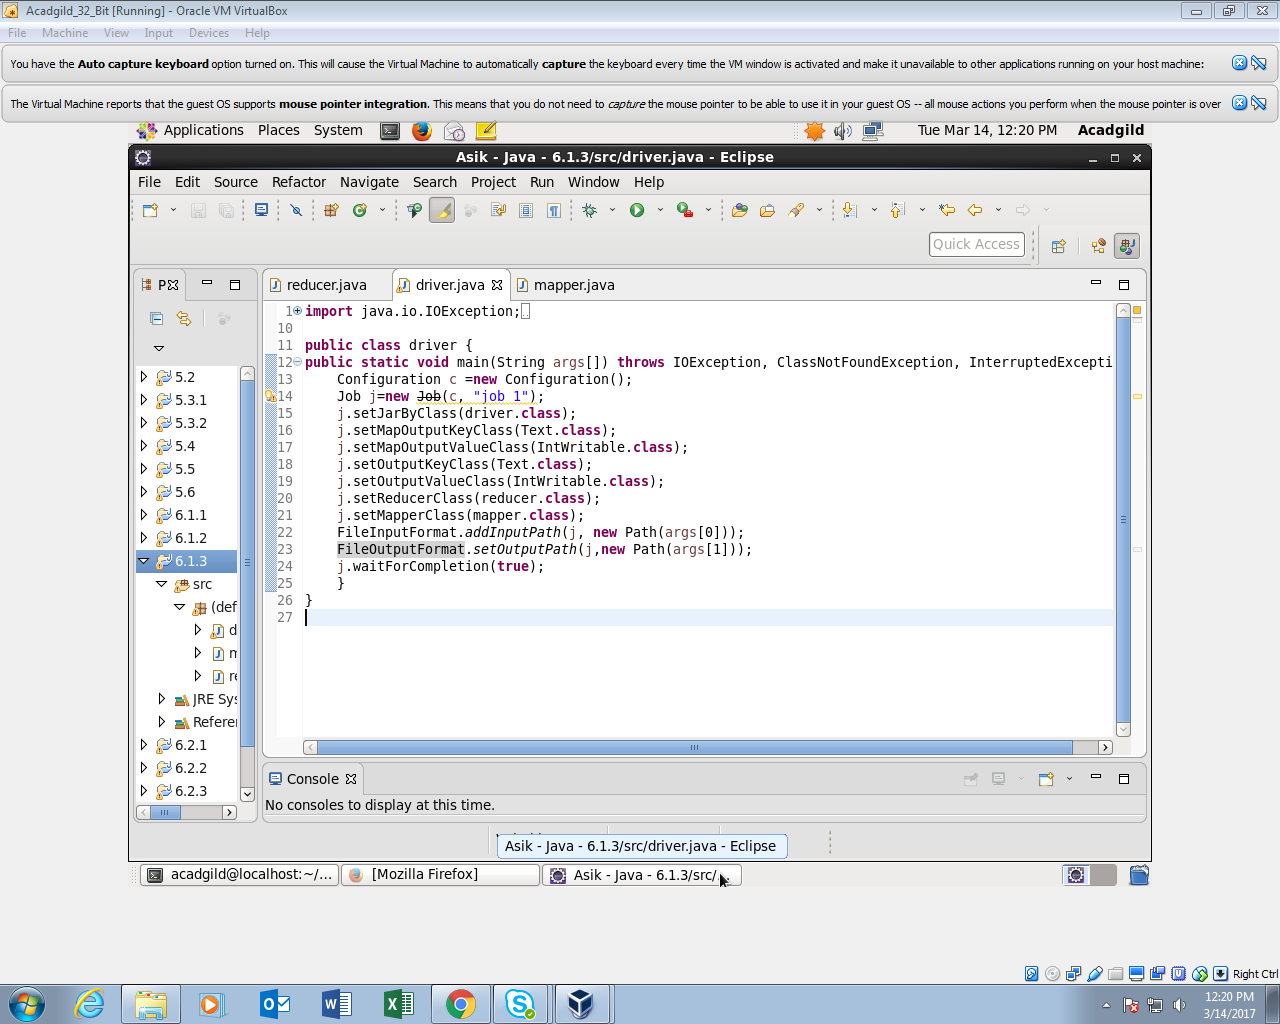 Acadgild_32_Bit [Running] - Oracle VM VirtualBox
File Machine View Input Devices Help
You have the Auto capture keyboard option turned on. This will cause the Virtual Machine to automatically capture the keyboard every time the VM window is activated and make it unavailable to other applications running on your host machine:
The Virtual Machine reports that the guest OS supports mouse pointer integration. This means that you do not need to capture the mouse pointer to be able to use it in your guest OS -- all mouse actions you perform when the mouse pointer is over
Applications Places System Tue Mar 14, 12:20 PM Acadgild
Asik - Java - 6.1.3/src/driver.java - Eclipse
File Edit Source Refactor Navigate Search Project Run Window Help
Quick Access
P
reducer.java driver.java mapper.java
5.2
5.3.1
5.3.2
5.4
5.5
5.6
6.1.1
6.1.2
6.1.3
src
(def
d
m
re
JRE Sys
Referen
6.2.1
6.2.2
6.2.3
1 import java.io.IOException;
10
11 public class driver {
12 public static void main(String args[]) throws IOException, ClassNotFoundException, InterruptedExcepti
13 Configuration c =new Configuration();
14 Job j=new Job(c, "job 1");
15 j.setJarByClass(driver.class);
16 j.setMapOutputKeyClass(Text.class);
17 j.setMapOutputValueClass(IntWritable.class);
18 j.setOutputKeyClass(Text.class);
19 j.setOutputValueClass(IntWritable.class);
20 j.setReducerClass(reducer.class);
21 j.setMapperClass(mapper.class);
22 FileInputFormat.addInputPath(j, new Path(args[0]));
23 FileOutputFormat.setOutputPath(j,new Path(args[1]));
24 j.waitForCompletion(true);
25 }
26 }
27
Console
No consoles to display at this time.
Asik - Java - 6.1.3/src/driver.java - Eclipse
acadgild@localhost:~/... [Mozilla Firefox] Asik - Java - 6.1.3/src/
Right Ctrl
12:20 PM
3/14/2017